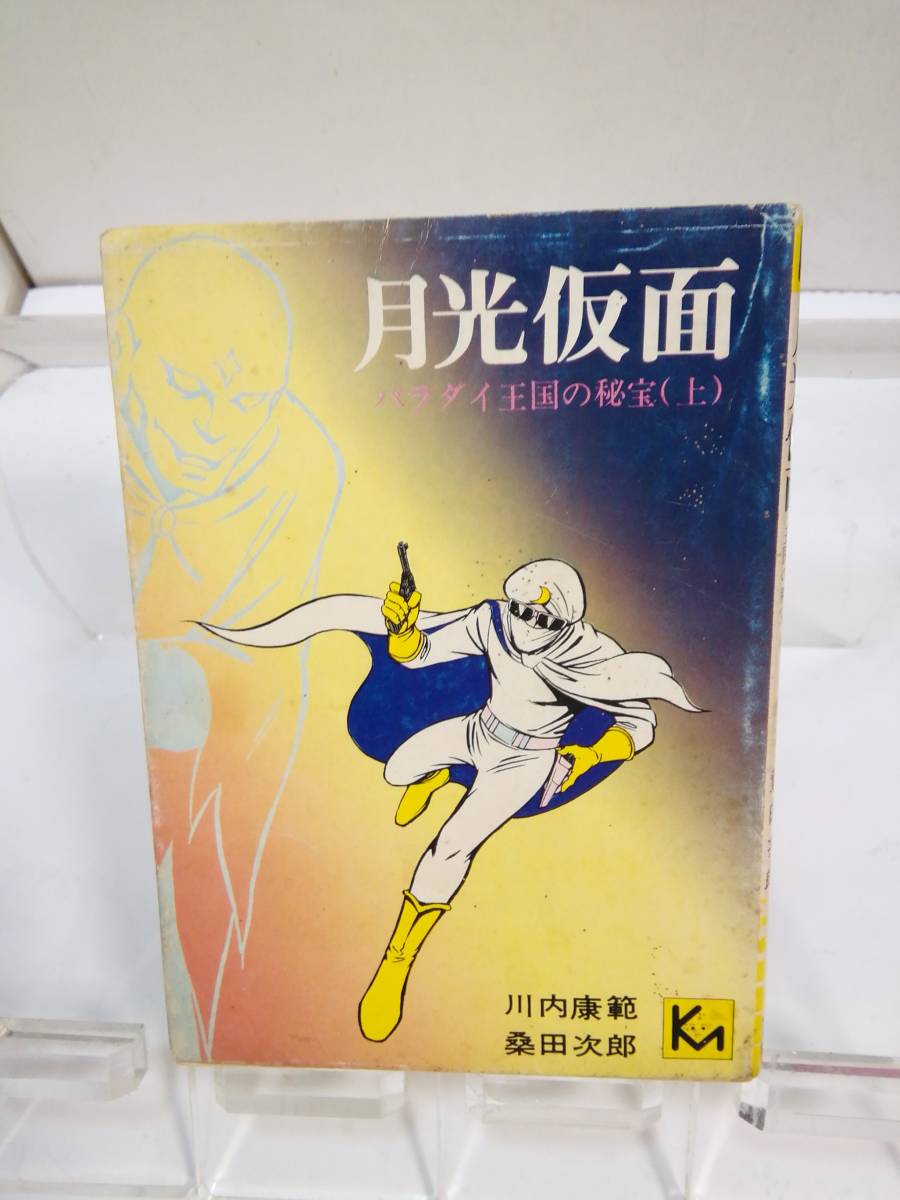 月光仮面
パラダイ王国の秘宝(上)
川内康範
桑田次郎
KM